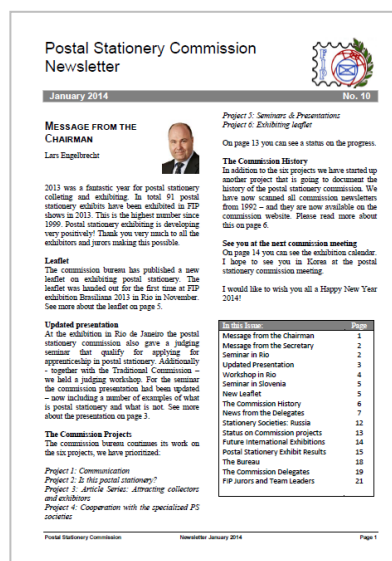 Postal Stationery Commission
Newsletter
January 2014
No. 10
MESSAGE FROM THE
CHAIRMAN
Lars Engelbrecht
2013 was a fantastic year for postal stationery
colleting and exhibiting. In total 91 postal
stationery exhibits have been exhibited in FIP
shows in 2013. This is the highest number since
1999. Postal stationery exhibiting is developing
very positively! Thank you very much to all the
exhibitors and jurors making this possible.
Leaflet
The commission bureau has published a new
leaflet on exhibiting postal stationery. The
leaflet was handed out for the first time at FIP
exhibition Brasiliana 2013 in Rio in November.
See more about the leaflet on page 5.
Updated presentation
At the exhibition in Rio de Janeiro the postal
stationery commission also gave a judging
seminar that qualify for applying for
apprenticeship in postal stationery. Additionally
- together with the Traditional Commission –
we held a judging workshop. For the seminar
the commission presentation had been updated
– now including a number of examples of what
is postal stationery and what is not. See more
about the presentation on page 3.
The Commission Projects
The commission bureau continues its work on
the six projects, we have prioritized:
Project 1: Communication
Project 2: Is this postal stationery?
Project 3: Article Series: Attracting collectors
and exhibitors
Project 4: Cooperation with the specialized PS
societies
Project 5: Seminars & Presentations
Project 6: Exhibiting leaflet
On page 13 you can see a status on the progress.
The Commission History
In addition to the six projects we have started up
another project that is going to document the
history of the postal stationery commission. We
have now scanned all commission newsletters
from 1992 – and they are now available on the
commission website. Please read more about
this on page 6.
See you at the next commission meeting
On page 14 you can see the exhibition calendar.
I hope to see you in Korea at the postal
stationery commission meeting.
I would like to wish you all a Happy New Year
2014!
In this Issue: Page
Message from the Chairman 1
Message from the Secretary 2
Seminar in Rio 2
Updated Presentation 3
Workshop in Rio 4
Seminar in Slovenia 5
New Leaflet 5
The Commission History 6
News from the Delegates 7
Stationery Societies: Russia 12
Status on Commission projects 13
Future International Exhibitions 14
Postal Stationery Exhibit Results 15
The Bureau 18
The Commission Delegates 19
FIP Jurors and Team Leaders 21
Postal Stationery Commission Newsletter January 2014 Page 1